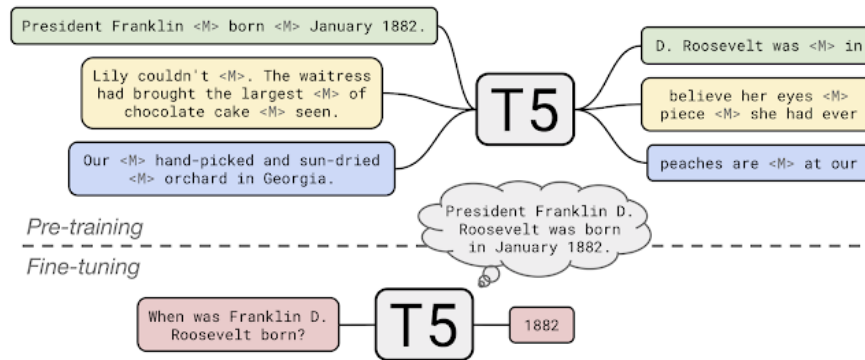 President Franklin <M> born <M> January 1882.
Lily couldn't <M>. The waitress
had brought the largest <M> of
chocolate cake <M> seen.
Our <M> hand-picked and sun-dried
<M> orchard in Georgia.
T5
D. Roosevelt was <M> in
believe her eyes <M>
piece <M> she had ever
peaches are <M> at our
Pre-training
President Franklin D.
Roosevelt was born
in January 1882.
Fine-tuning
When was Franklin D.
Roosevelt born?
T5
1882